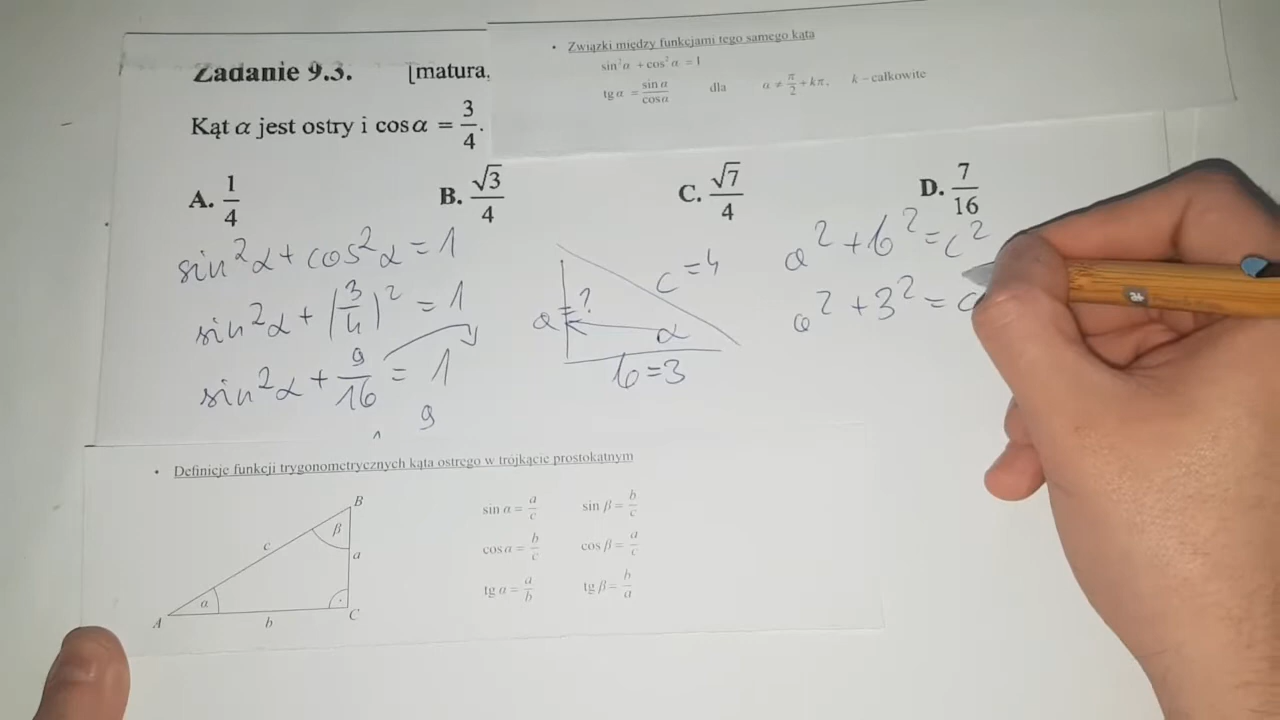 Zadanie 9.3. [matura,
Kąt α jest ostry i cos α = 3/4.
• Związki między funkcjami tego samego kąta
sin²α + cos²α = 1
tg α = sin α / cos α dla α ≠ π/2 + kπ, k – całkowite
A. 1/4 B. √3/4 C. √7/4 D. 7/16
sin²α + cos²α = 1
sin²α + (3/4)² = 1
sin²α + 9/16 = 1
9
a = ?
c = 4
α
b = 3
a² + b² = c²
a² + 3² =
• Definicje funkcji trygonometrycznych kąta ostrego w trójkącie prostokątnym
B
β
c
a
α
A
b
C
sin α = a/c sin β = b/c
cos α = b/c cos β = a/c
tg α = a/b tg β = b/a